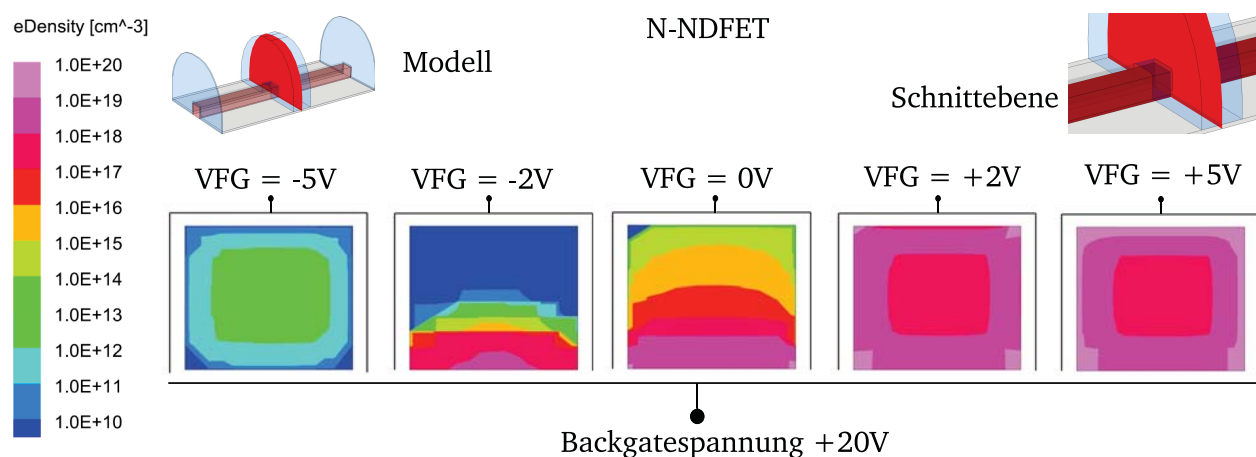 eDensity [cm^-3]
N-NDFET
Modell
Schnittebene
1.0E+20
1.0E+19
1.0E+18
1.0E+17
1.0E+16
1.0E+15
1.0E+14
1.0E+13
1.0E+12
1.0E+11
1.0E+10
VFG = -5V
VFG = -2V
VFG = 0V
VFG = +2V
VFG = +5V
Backgatespannung +20V